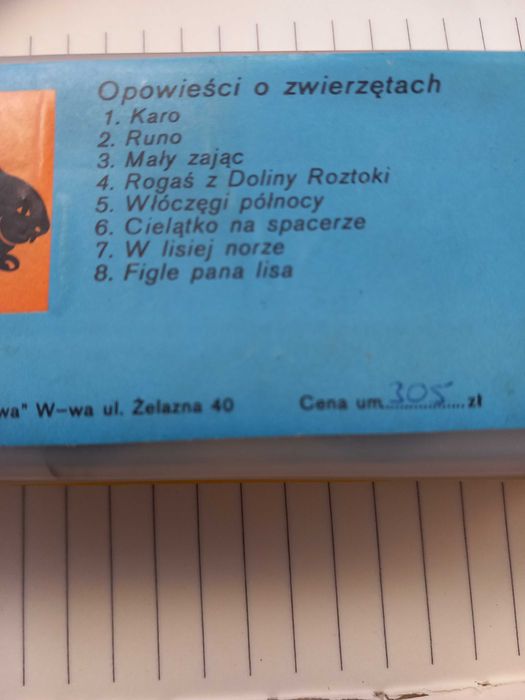 Opowieści o zwierzętach
1. Karo
2. Runo
3. Mały zając
4. Rogaś z Doliny Roztoki
5. Włóczęgi północy
6. Cielątko na spacerze
7. W lisiej norze
8. Figle pana lisa
wa" W-wa ul. Żelazna 40 Cena um. 305 zł